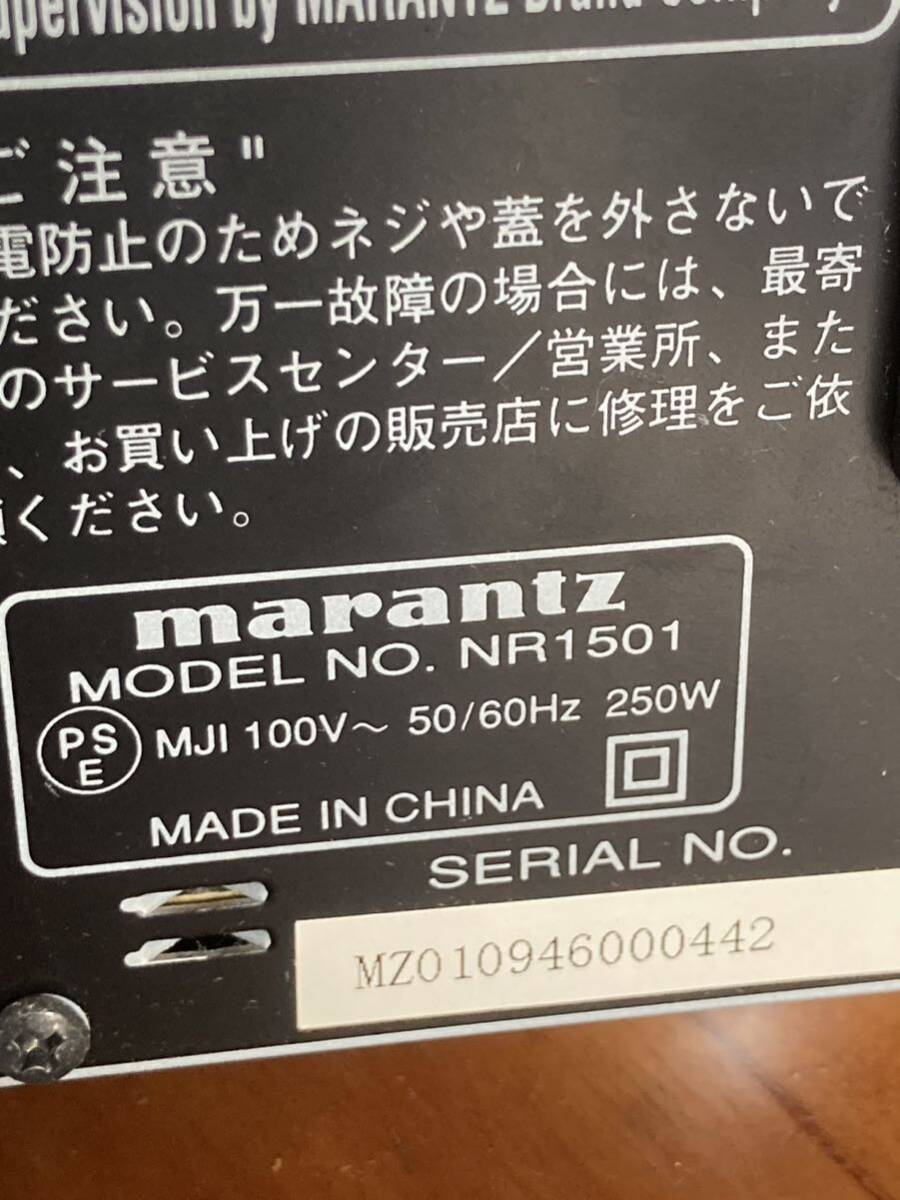 by MARANTZ
ご注意"
電防止のためネジや蓋を外さないで
ださい。万一故障の場合には、最寄
のサービスセンター／営業所、また
、お買い上げの販売店に修理をご依
ください。
marantz
MODEL NO. NR1501
PSE MJI 100V～ 50/60Hz 250W
MADE IN CHINA
SERIAL NO.
MZ010946000442